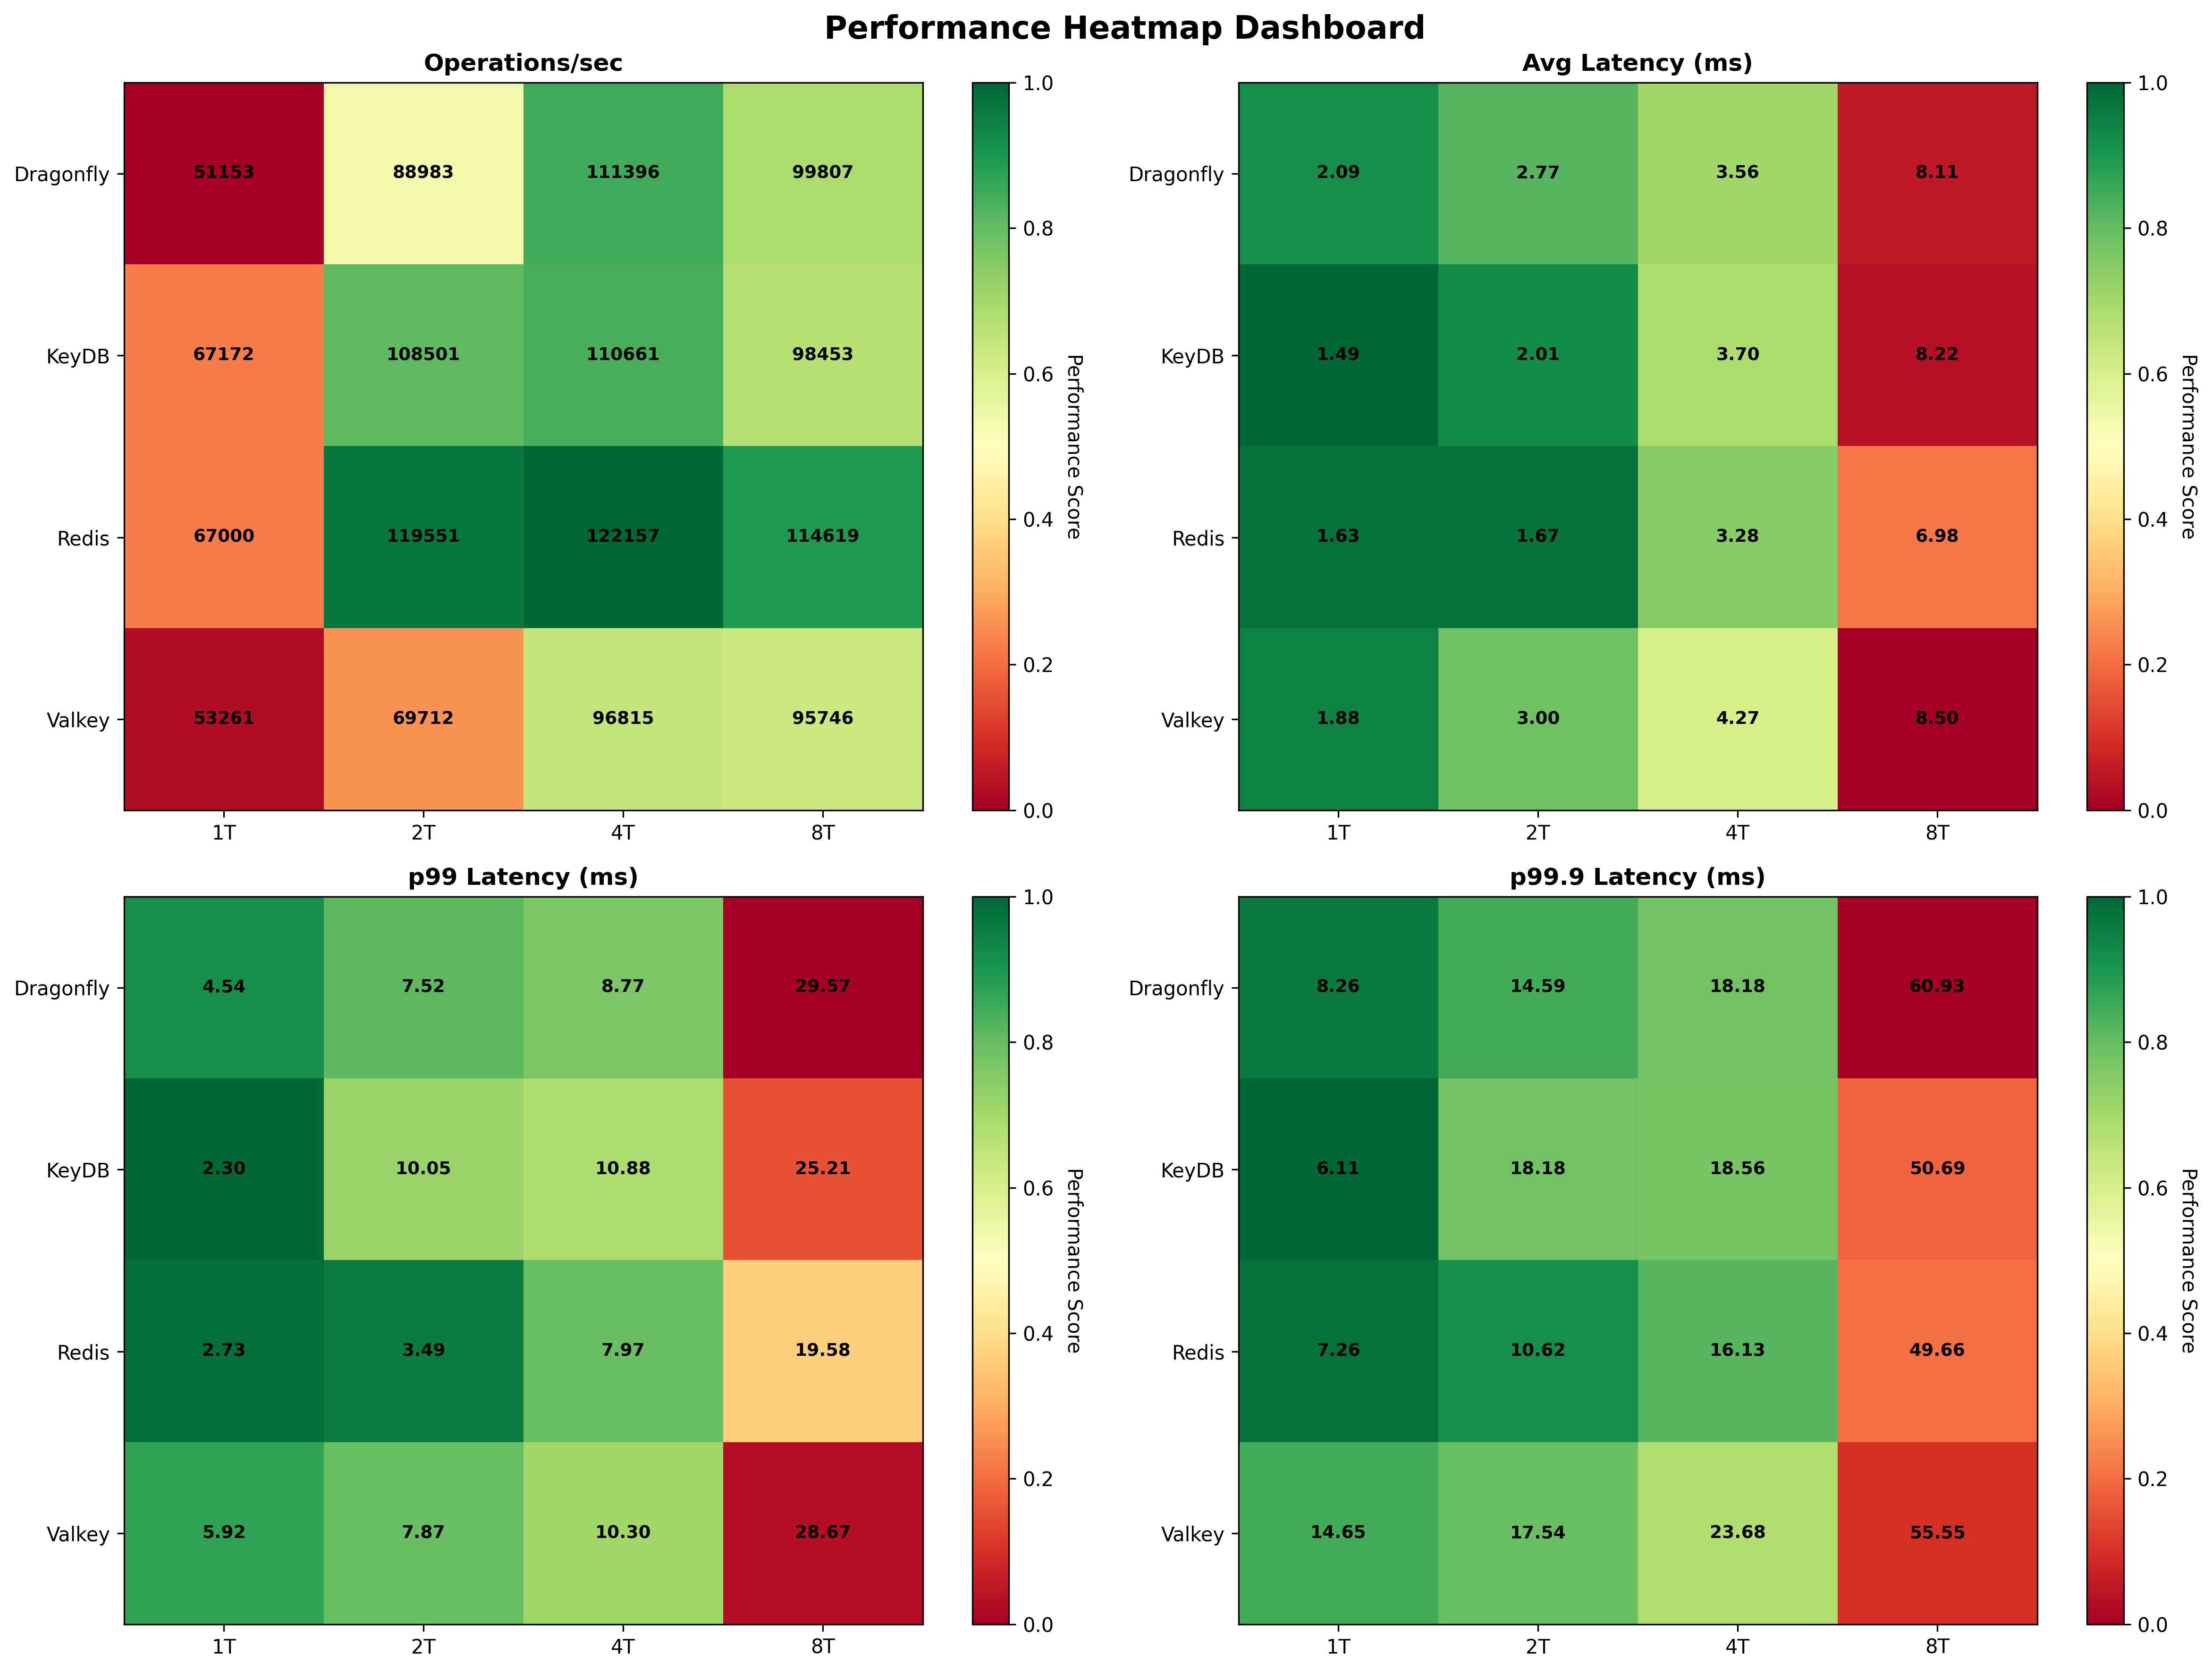 Performance Heatmap Dashboard
Operations/sec
Dragonfly 51153 88983 111396 99807
KeyDB 67172 108501 110661 98453
Redis 67000 119551 122157 114619
Valkey 53261 69712 96815 95746
1T 2T 4T 8T
1.0
0.8
0.6
0.4
0.2
0.0
Performance Score
Avg Latency (ms)
Dragonfly 2.09 2.77 3.56 8.11
KeyDB 1.49 2.01 3.70 8.22
Redis 1.63 1.67 3.28 6.98
Valkey 1.88 3.00 4.27 8.50
1T 2T 4T 8T
1.0
0.8
0.6
0.4
0.2
0.0
Performance Score
p99 Latency (ms)
Dragonfly 4.54 7.52 8.77 29.57
KeyDB 2.30 10.05 10.88 25.21
Redis 2.73 3.49 7.97 19.58
Valkey 5.92 7.87 10.30 28.67
1T 2T 4T 8T
1.0
0.8
0.6
0.4
0.2
0.0
Performance Score
p99.9 Latency (ms)
Dragonfly 8.26 14.59 18.18 60.93
KeyDB 6.11 18.18 18.56 50.69
Redis 7.26 10.62 16.13 49.66
Valkey 14.65 17.54 23.68 55.55
1T 2T 4T 8T
1.0
0.8
0.6
0.4
0.2
0.0
Performance Score